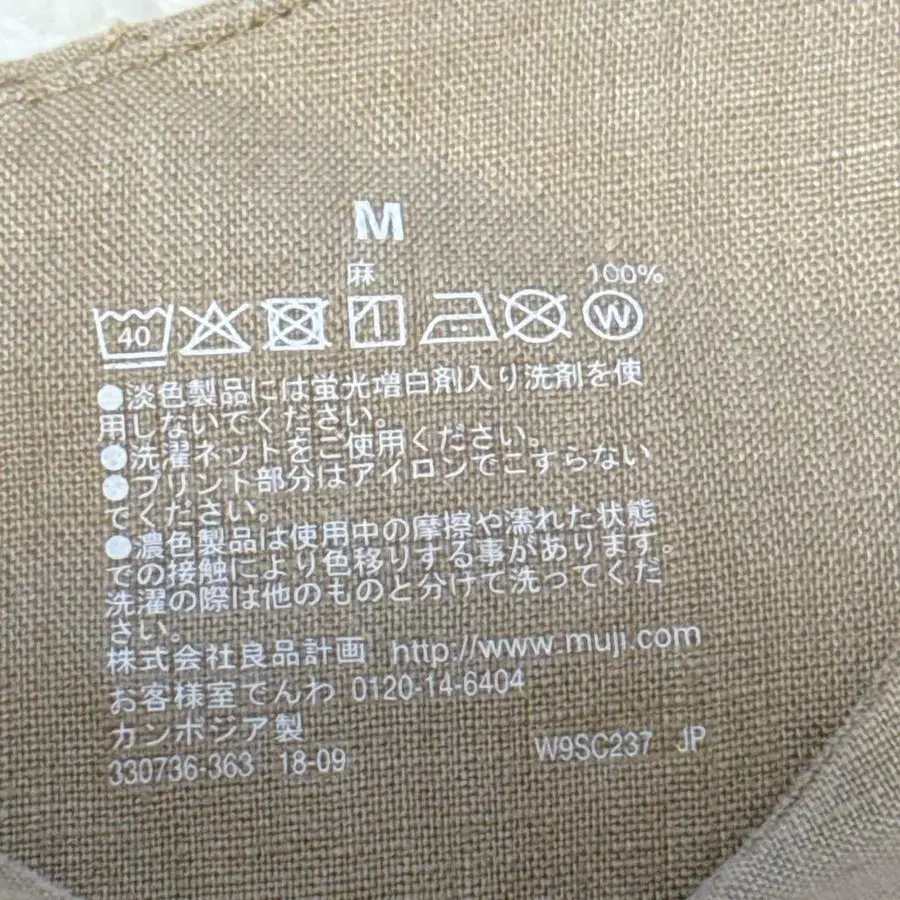 M
麻 100%
40 W
●淡色製品には蛍光増白剤入り洗剤を使
用しないでください。
●洗濯ネットをご使用ください。
●プリント部分はアイロンでこすらない
でください。
●濃色製品は使用中の摩擦や濡れた状態
での接触により色移りする事があります。
洗濯の際は他のものと分けて洗ってくだ
さい。
株式会社良品計画 http://www.muji.com
お客様室でんわ 0120-14-6404
カンボジア製
330736-363 18-09 W9SC237 JP